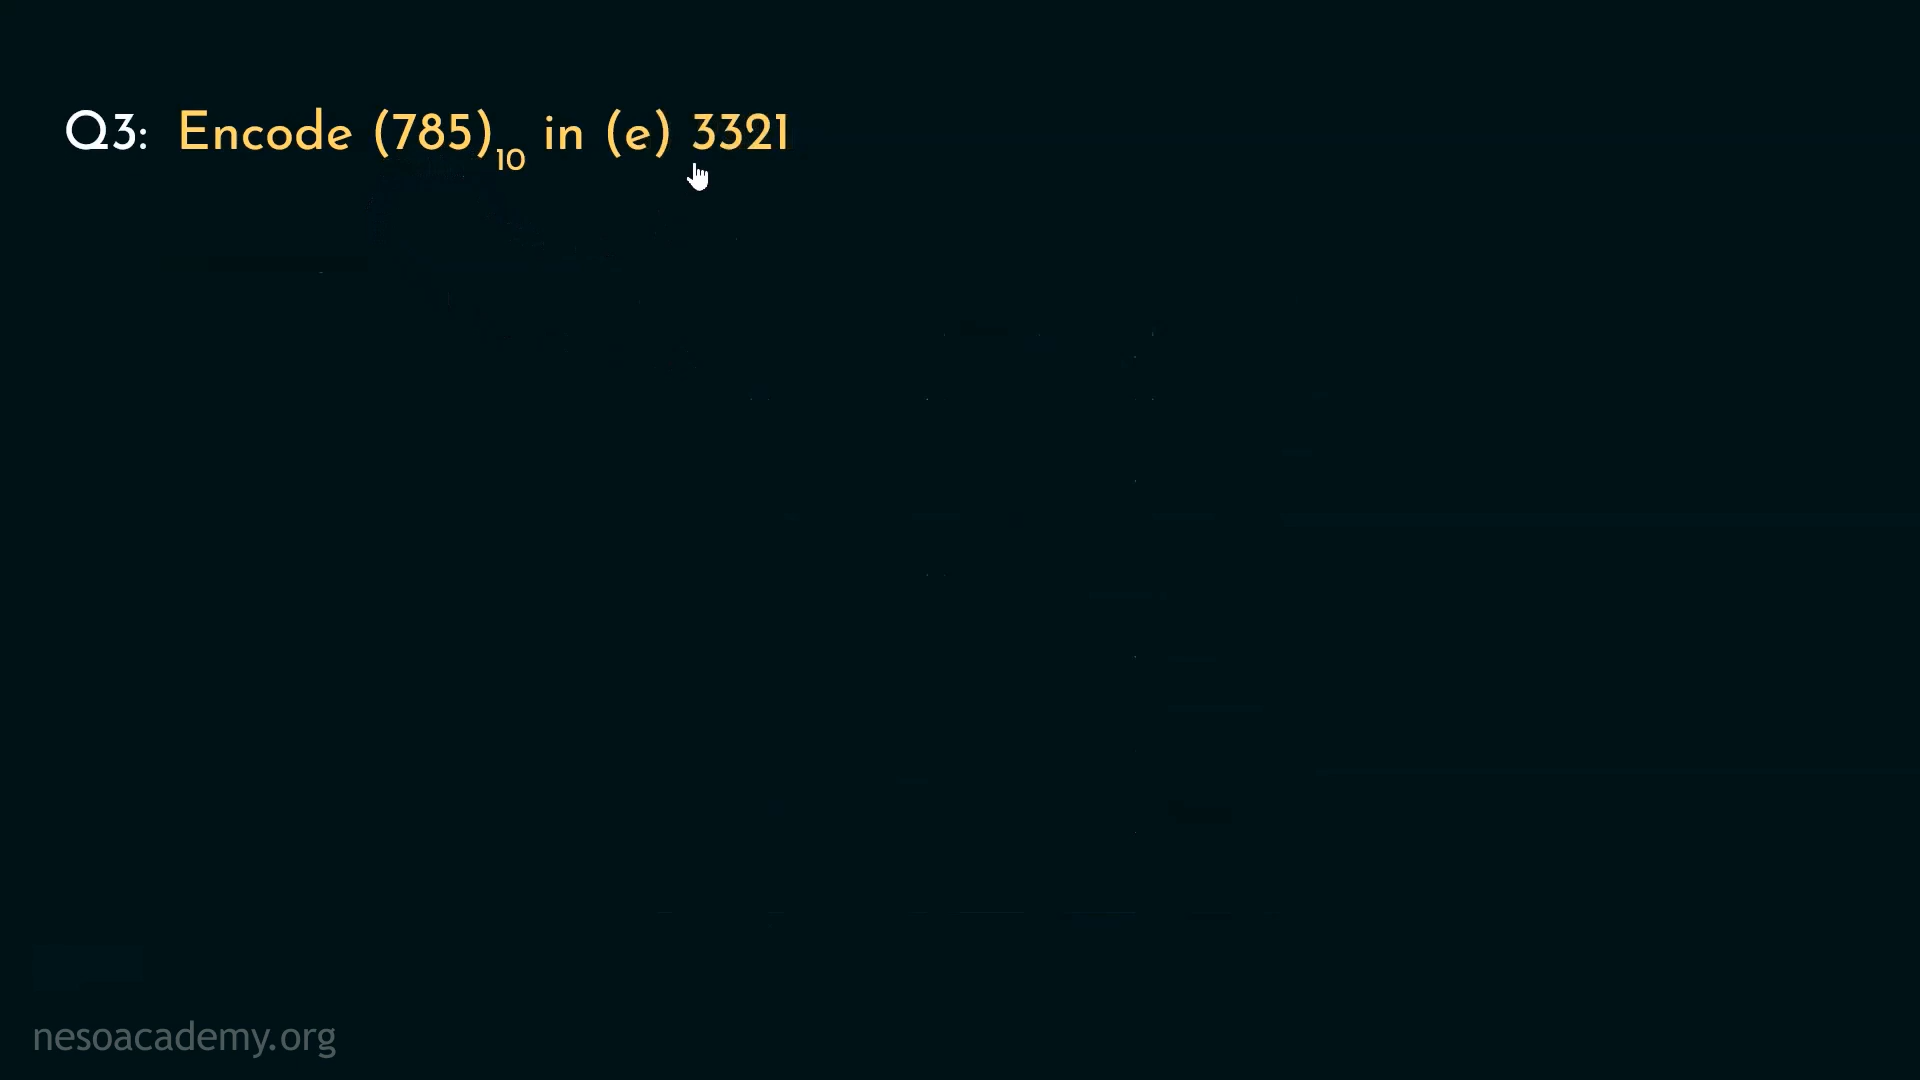 Q3: Encode (785)₁₀ in (e) 3321
nesoacademy.org